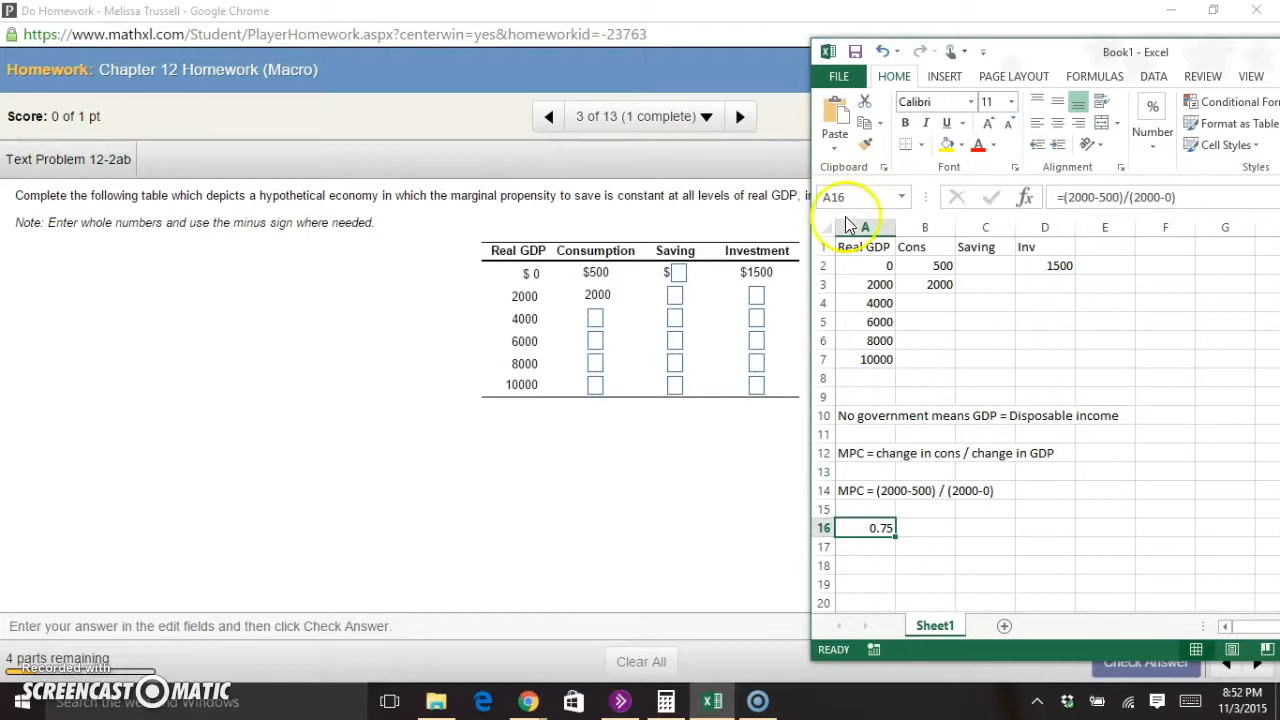 Do Homework - Melissa Trussell - Google Chrome
https://www.mathxl.com/Student/PlayerHomework.aspx?centerwin=yes&homeworkid=-23763
Homework: Chapter 12 Homework (Macro)
Score: 0 of 1 pt
3 of 13 (1 complete)
Text Problem 12-2ab
Complete the following table which depicts a hypothetical economy in which the marginal propensity to save is constant at all levels of real GDP, i
Note: Enter whole numbers and use the minus sign where needed.
Real GDP Consumption Saving Investment
$ 0 $500 $ $1500
2000 2000
4000
6000
8000
10000
Enter your answer in the edit fields and then click Check Answer.
4 parts remaining
Clear All
Check Answer
Book1 - Excel
FILE HOME INSERT PAGE LAYOUT FORMULAS DATA REVIEW VIEW
Calibri 11
Paste
B I U
%
Number
Conditional For
Format as Table
Cell Styles
Clipboard Font Alignment Styles
A16 fx =(2000-500)/(2000-0)
A B C D E F G
1 Real GDP Cons Saving Inv
2 0 500 1500
3 2000 2000
4 4000
5 6000
6 8000
7 10000
8
9
10 No government means GDP = Disposable income
11
12 MPC = change in cons / change in GDP
13
14 MPC = (2000-500) / (2000-0)
15
16 0.75
17
18
19
20
Sheet1
READY
Recorded with
SCREENCAST MATIC
Search the web and Windows
8:52 PM
11/3/2015